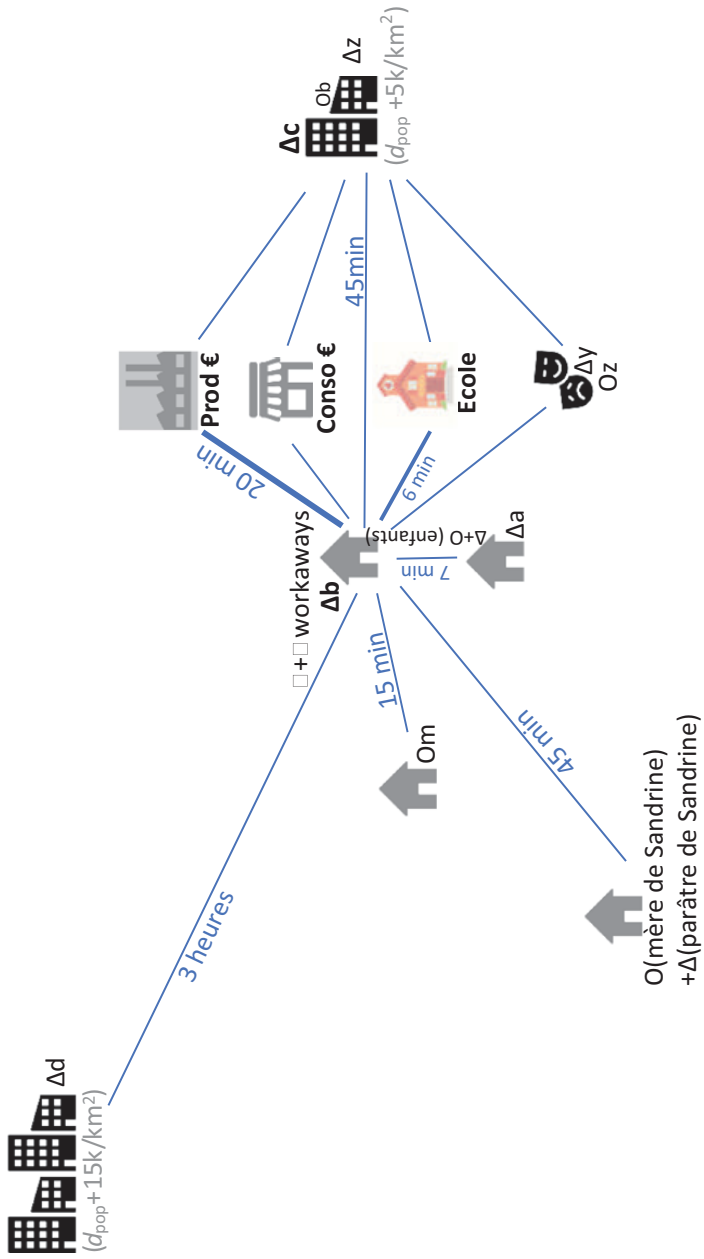 Δd
(dpop+15k/km²)
3 heures
□+□ workaways
Δb
Δ+O (enfants)
7 min
Δa
15 min
Om
45 min
O(mère de Sandrine)
+Δ(parâtre de Sandrine)
20 min
Prod €
Conso €
45min
6 min
Ecole
Δy
Oz
Δc
Ob
Δz
(dpop +5k/km²)